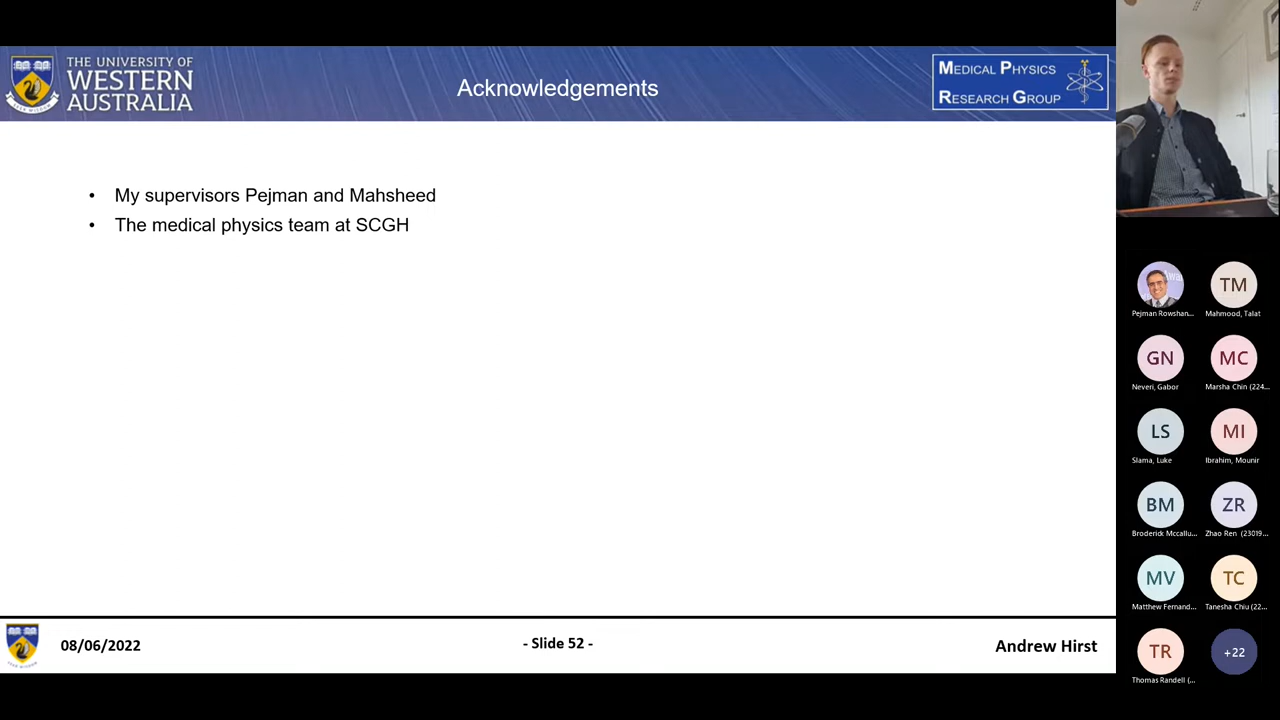 THE UNIVERSITY OF
WESTERN
AUSTRALIA
Acknowledgements
MEDICAL PHYSICS
RESEARCH GROUP
• My supervisors Pejman and Mahsheed
• The medical physics team at SCGH
08/06/2022
- Slide 52 -
Andrew Hirst
Pejman Rowshan...
TM
Mahmood, Talat
GN
Neveri, Gabor
MC
Marsha Chin (224...
LS
Slama, Luke
MI
Ibrahim, Mounir
BM
Broderick Mccallu...
ZR
Zhao Ren (23019...
MV
Matthew Fernand...
TC
Tanesha Chiu (22...
TR
Thomas Randell (...
+22